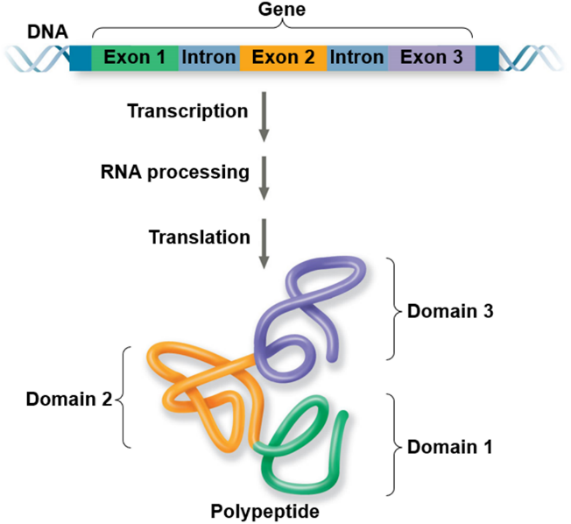 Gene
DNA
Exon 1 Intron Exon 2 Intron Exon 3
Transcription
RNA processing
Translation
Domain 3
Domain 2
Domain 1
Polypeptide